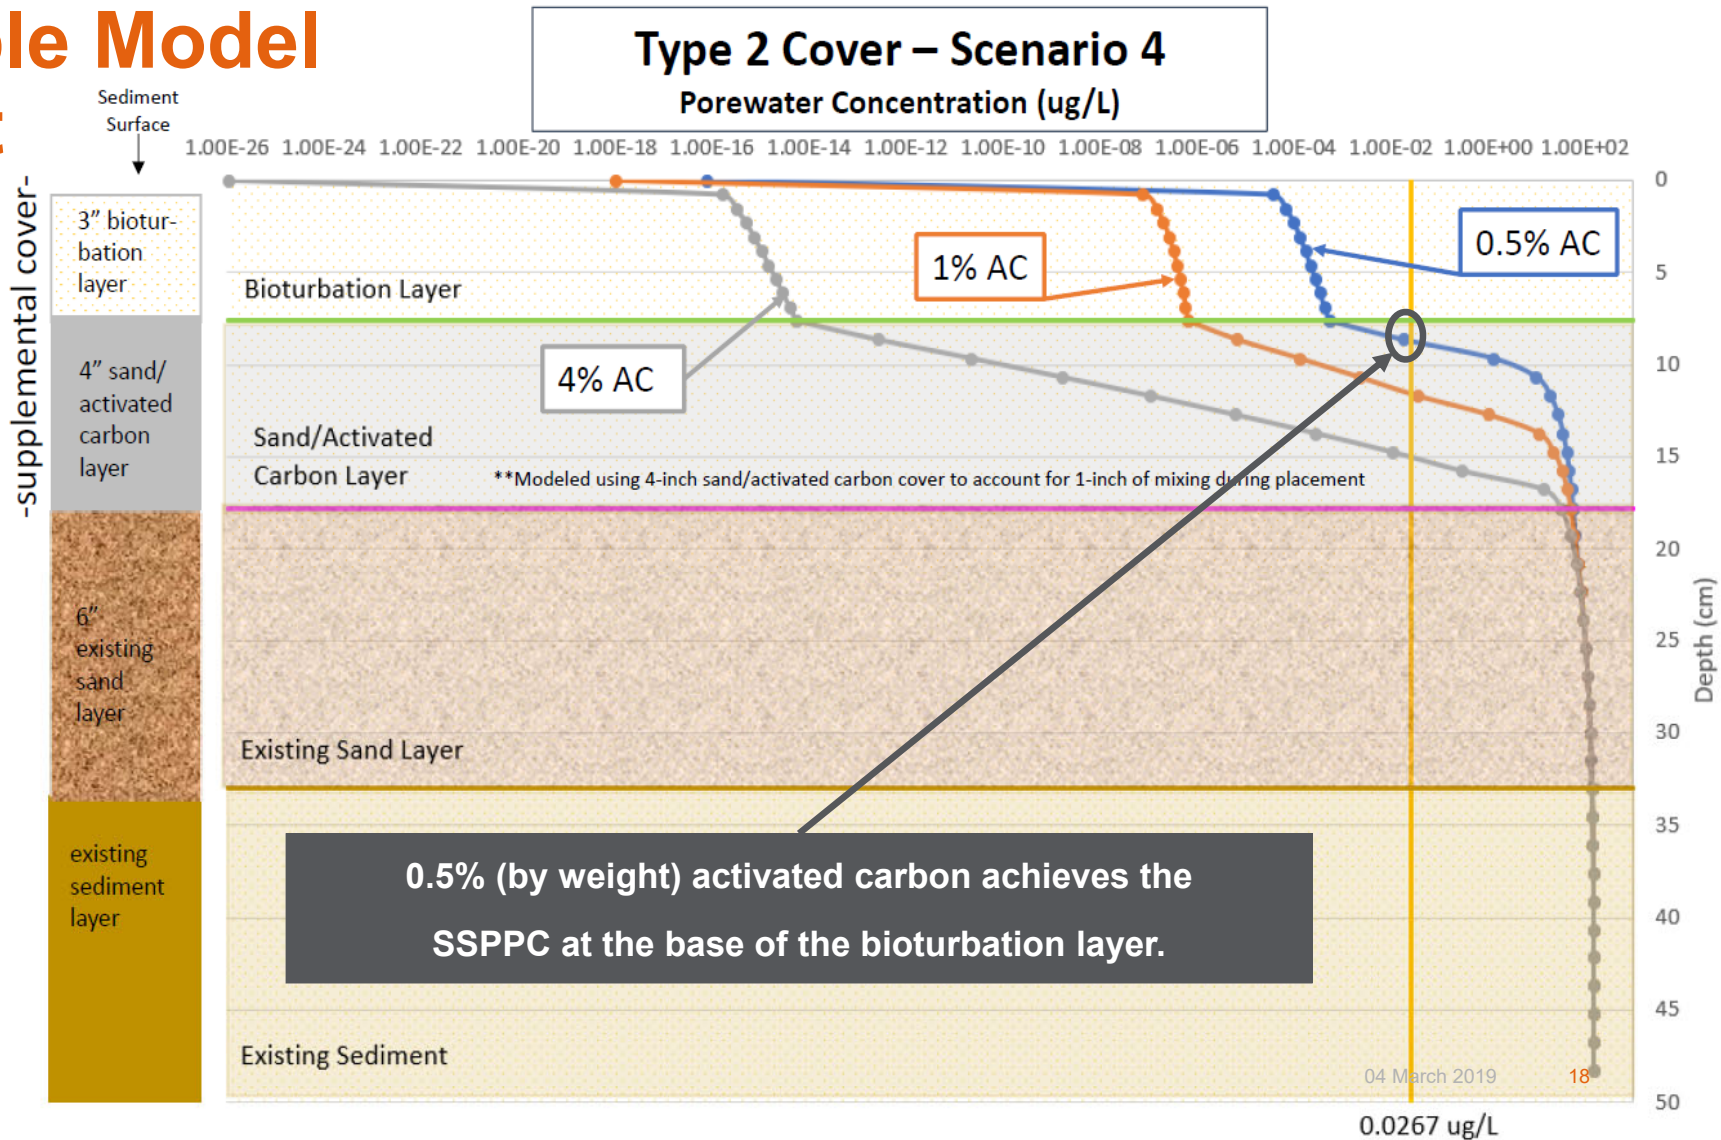 ple Model
Type 2 Cover – Scenario 4
Porewater Concentration (ug/L)
Sediment
Surface
1.00E-26 1.00E-24 1.00E-22 1.00E-20 1.00E-18 1.00E-16 1.00E-14 1.00E-12 1.00E-10 1.00E-08 1.00E-06 1.00E-04 1.00E-02 1.00E+00 1.00E+02
-supplemental cover-
3” biotur-
bation
layer
4” sand/
activated
carbon
layer
6”
existing
sand
layer
existing
sediment
layer
Bioturbation Layer
4% AC
1% AC
0.5% AC
Sand/Activated
Carbon Layer
**Modeled using 4-inch sand/activated carbon cover to account for 1-inch of mixing during placement
Existing Sand Layer
0.5% (by weight) activated carbon achieves the
SSPPC at the base of the bioturbation layer.
Existing Sediment
0
5
10
15
20
25
30
35
40
45
50
Depth (cm)
04 March 2019
18
0.0267 ug/L